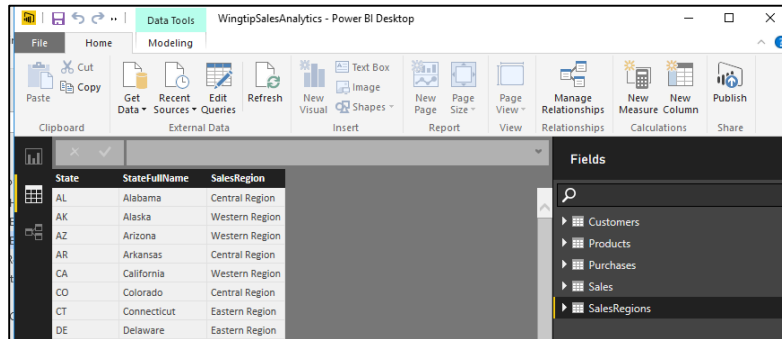 Data Tools WingtipSalesAnalytics - Power BI Desktop
File Home Modeling
Paste
Cut
Copy
Clipboard
Get Data
Recent Sources
Edit Queries
Refresh
External Data
New Visual
Text Box
Image
Shapes
Insert
New Page
Page Size
Report
Page View
View
Manage Relationships
Relationships
New Measure
New Column
Calculations
Publish
Share
State StateFullName SalesRegion
AL Alabama Central Region
AK Alaska Western Region
AZ Arizona Western Region
AR Arkansas Central Region
CA California Western Region
CO Colorado Central Region
CT Connecticut Eastern Region
DE Delaware Eastern Region
Fields
Customers
Products
Purchases
Sales
SalesRegions